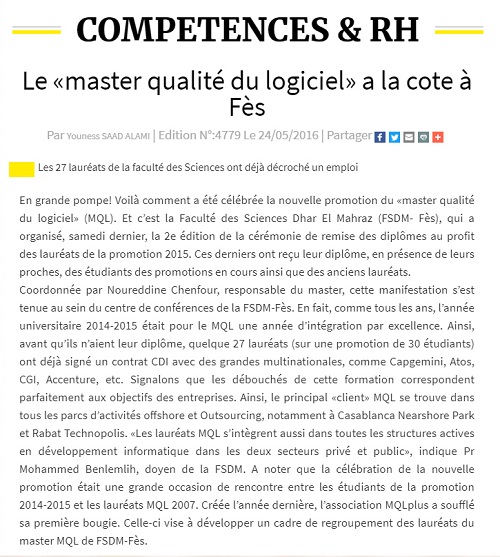 COMPETENCES & RH
Le «master qualité du logiciel» a la cote à
Fès
Par Youness SAAD ALAMI | Edition N°:4779 Le 24/05/2016 | Partager
Les 27 lauréats de la faculté des Sciences ont déjà décroché un emploi
En grande pompe! Voilà comment a été célébrée la nouvelle promotion du «master qualité
du logiciel» (MQL). Et c’est la Faculté des Sciences Dhar El Mahraz (FSDM- Fès), qui a
organisé, samedi dernier, la 2e édition de la cérémonie de remise des diplômes au profit
des lauréats de la promotion 2015. Ces derniers ont reçu leur diplôme, en présence de leurs
proches, des étudiants des promotions en cours ainsi que des anciens lauréats.
Coordonnée par Noureddine Chenfour, responsable du master, cette manifestation s’est
tenue au sein du centre de conférences de la FSDM-Fès. En fait, comme tous les ans, l’année
universitaire 2014-2015 était pour le MQL une année d’intégration par excellence. Ainsi,
avant qu’ils n’aient leur diplôme, quelque 27 lauréats (sur une promotion de 30 étudiants)
ont déjà signé un contrat CDI avec des grandes multinationales, comme Capgemini, Atos,
CGI, Accenture, etc. Signalons que les débouchés de cette formation correspondent
parfaitement aux objectifs des entreprises. Ainsi, le principal «client» MQL se trouve dans
tous les parcs d’activités offshore et Outsourcing, notamment à Casablanca Nearshore Park
et Rabat Technopolis. «Les lauréats MQL s’intègrent aussi dans toutes les structures actives
en développement informatique dans les deux secteurs privé et public», indique Pr
Mohammed Benlemlih, doyen de la FSDM. A noter que la célébration de la nouvelle
promotion était une grande occasion de rencontre entre les étudiants de la promotion
2014-2015 et les lauréats MQL 2007. Créée l’année dernière, l’association MQLplus a soufflé
sa première bougie. Celle-ci vise à développer un cadre de regroupement des lauréats du
master MQL de FSDM-Fès.